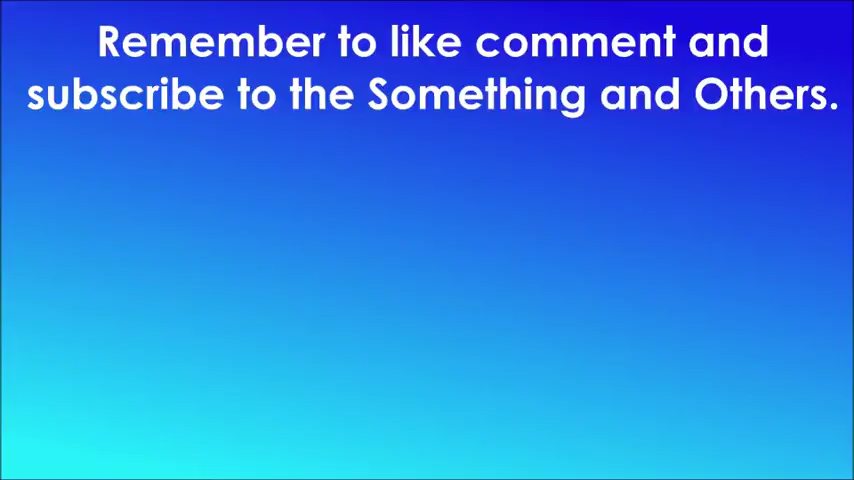 Remember to like comment and
subscribe to the Something and Others.